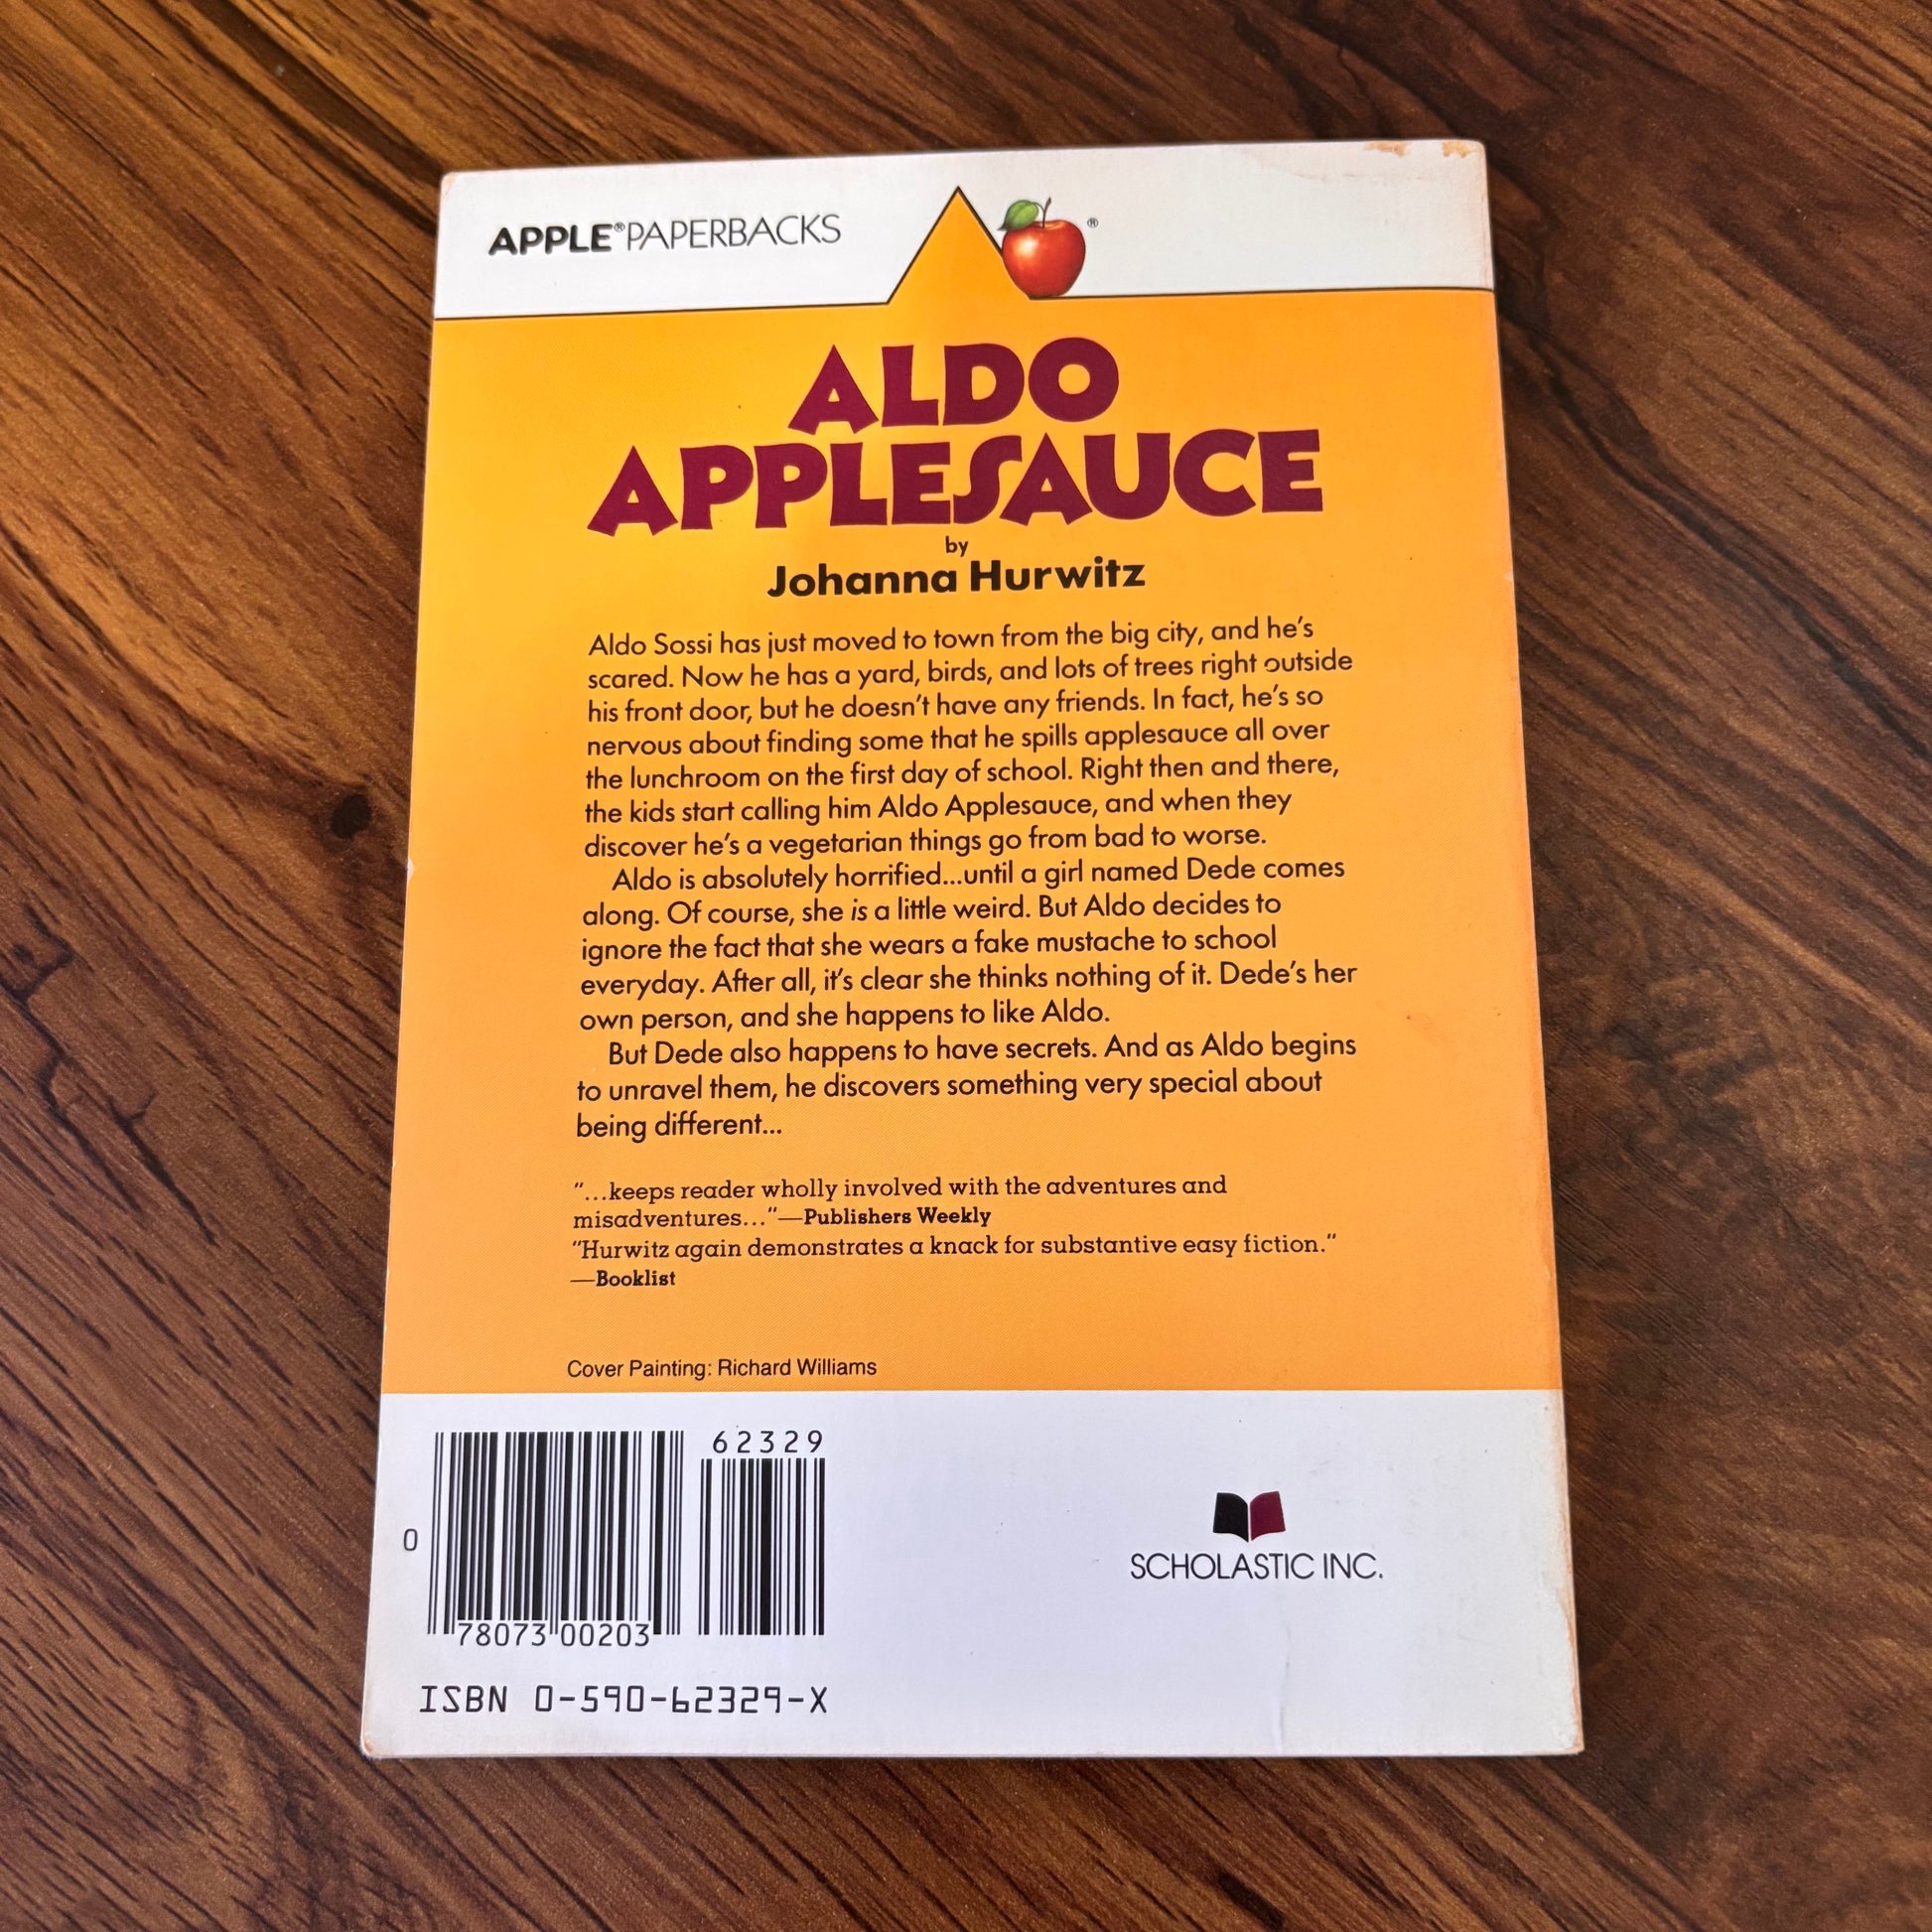 APPLE® PAPERBACKS
®
ALDO
APPLESAUCE
by
Johanna Hurwitz
Aldo Sossi has just moved to town from the big city, and he's
scared. Now he has a yard, birds, and lots of trees right outside
his front door, but he doesn't have any friends. In fact, he's so
nervous about finding some that he spills applesauce all over
the lunchroom on the first day of school. Right then and there,
the kids start calling him Aldo Applesauce, and when they
discover he's a vegetarian things go from bad to worse.
Aldo is absolutely horrified...until a girl named Dede comes
along. Of course, she is a little weird. But Aldo decides to
ignore the fact that she wears a fake mustache to school
everyday. After all, it's clear she thinks nothing of it. Dede's her
own person, and she happens to like Aldo.
But Dede also happens to have secrets. And as Aldo begins
to unravel them, he discovers something very special about
being different...
"...keeps reader wholly involved with the adventures and
misadventures..."—Publishers Weekly
"Hurwitz again demonstrates a knack for substantive easy fiction."
—Booklist
Cover Painting: Richard Williams
62329
0
78073 00203
ISBN 0-590-62329-X
SCHOLASTIC INC.